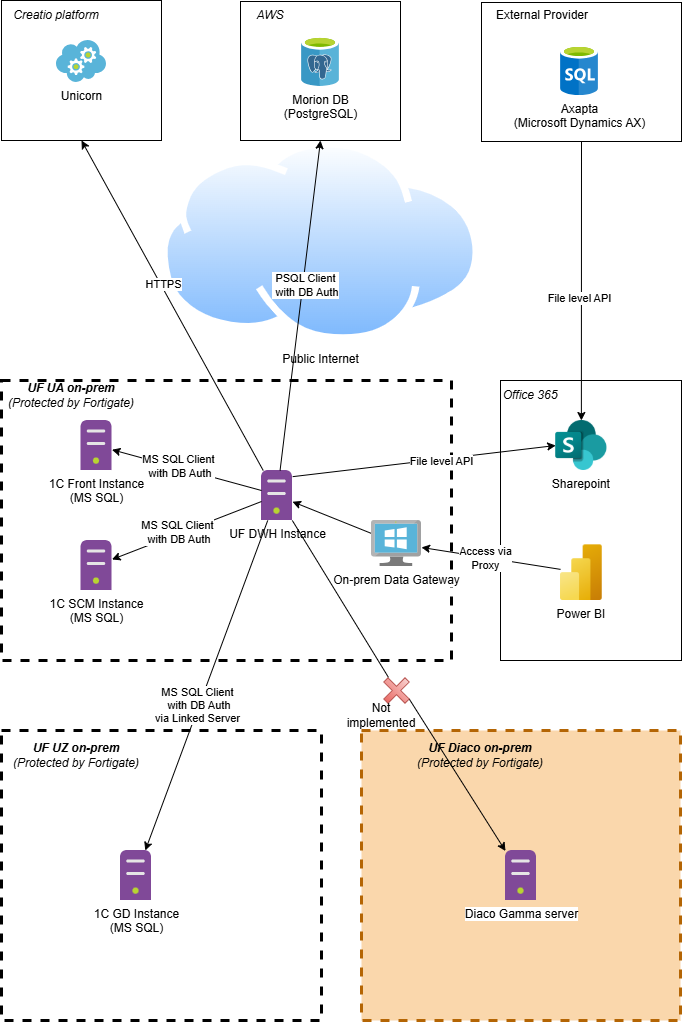 Creatio platform
Unicorn
AWS
Morion DB
(PostgreSQL)
External Provider
SQL
Axapta
(Microsoft Dynamics AX)
HTTPS
PSQL Client
with DB Auth
File level API
Public Internet
UF UA on-prem
(Protected by Fortigate)
1C Front Instance
(MS SQL)
MS SQL Client
with DB Auth
UF DWH Instance
MS SQL Client
with DB Auth
1C SCM Instance
(MS SQL)
File level API
On-prem Data Gateway
Access via
Proxy
Office 365
S
Sharepoint
Power BI
MS SQL Client
with DB Auth
via Linked Server
Not
implemented
UF UZ on-prem
(Protected by Fortigate)
1C GD Instance
(MS SQL)
UF Diaco on-prem
(Protected by Fortigate)
Diaco Gamma server